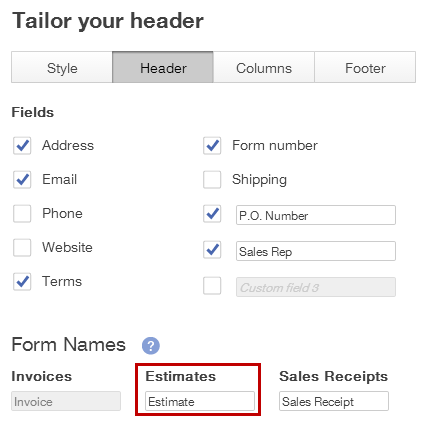 Tailor your header
Style Header Columns Footer
Fields
Address Form number
Email Shipping
Phone P.O. Number
Website Sales Rep
Terms Custom field 3
Form Names ?
Invoices Estimates Sales Receipts
Invoice Estimate Sales Receipt